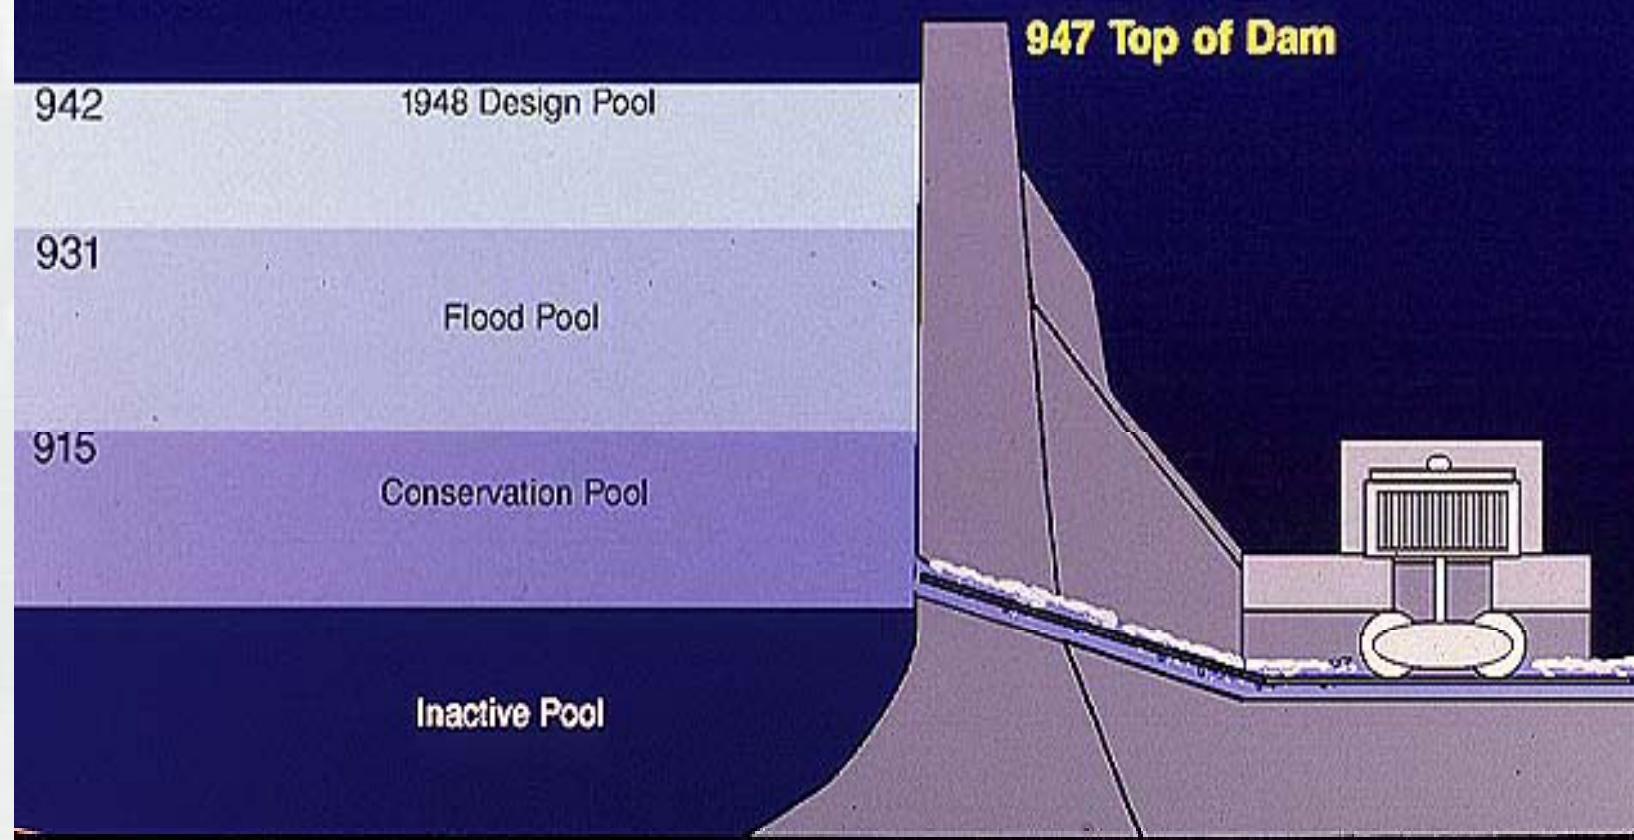 947 Top of Dam
942 1948 Design Pool
931
Flood Pool
915
Conservation Pool
Inactive Pool